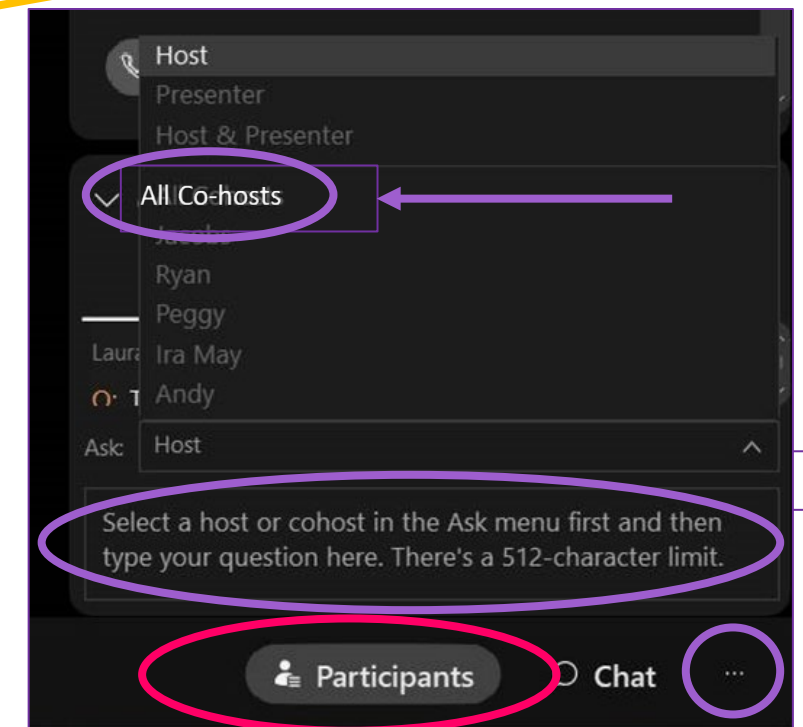 Host
Presenter
Host & Presenter
All Co-hosts
Jacobs
Ryan
Peggy
Laura
Ira May
Andy
Ask: Host
Select a host or cohost in the Ask menu first and then
type your question here. There's a 512-character limit.
Participants
Chat
...